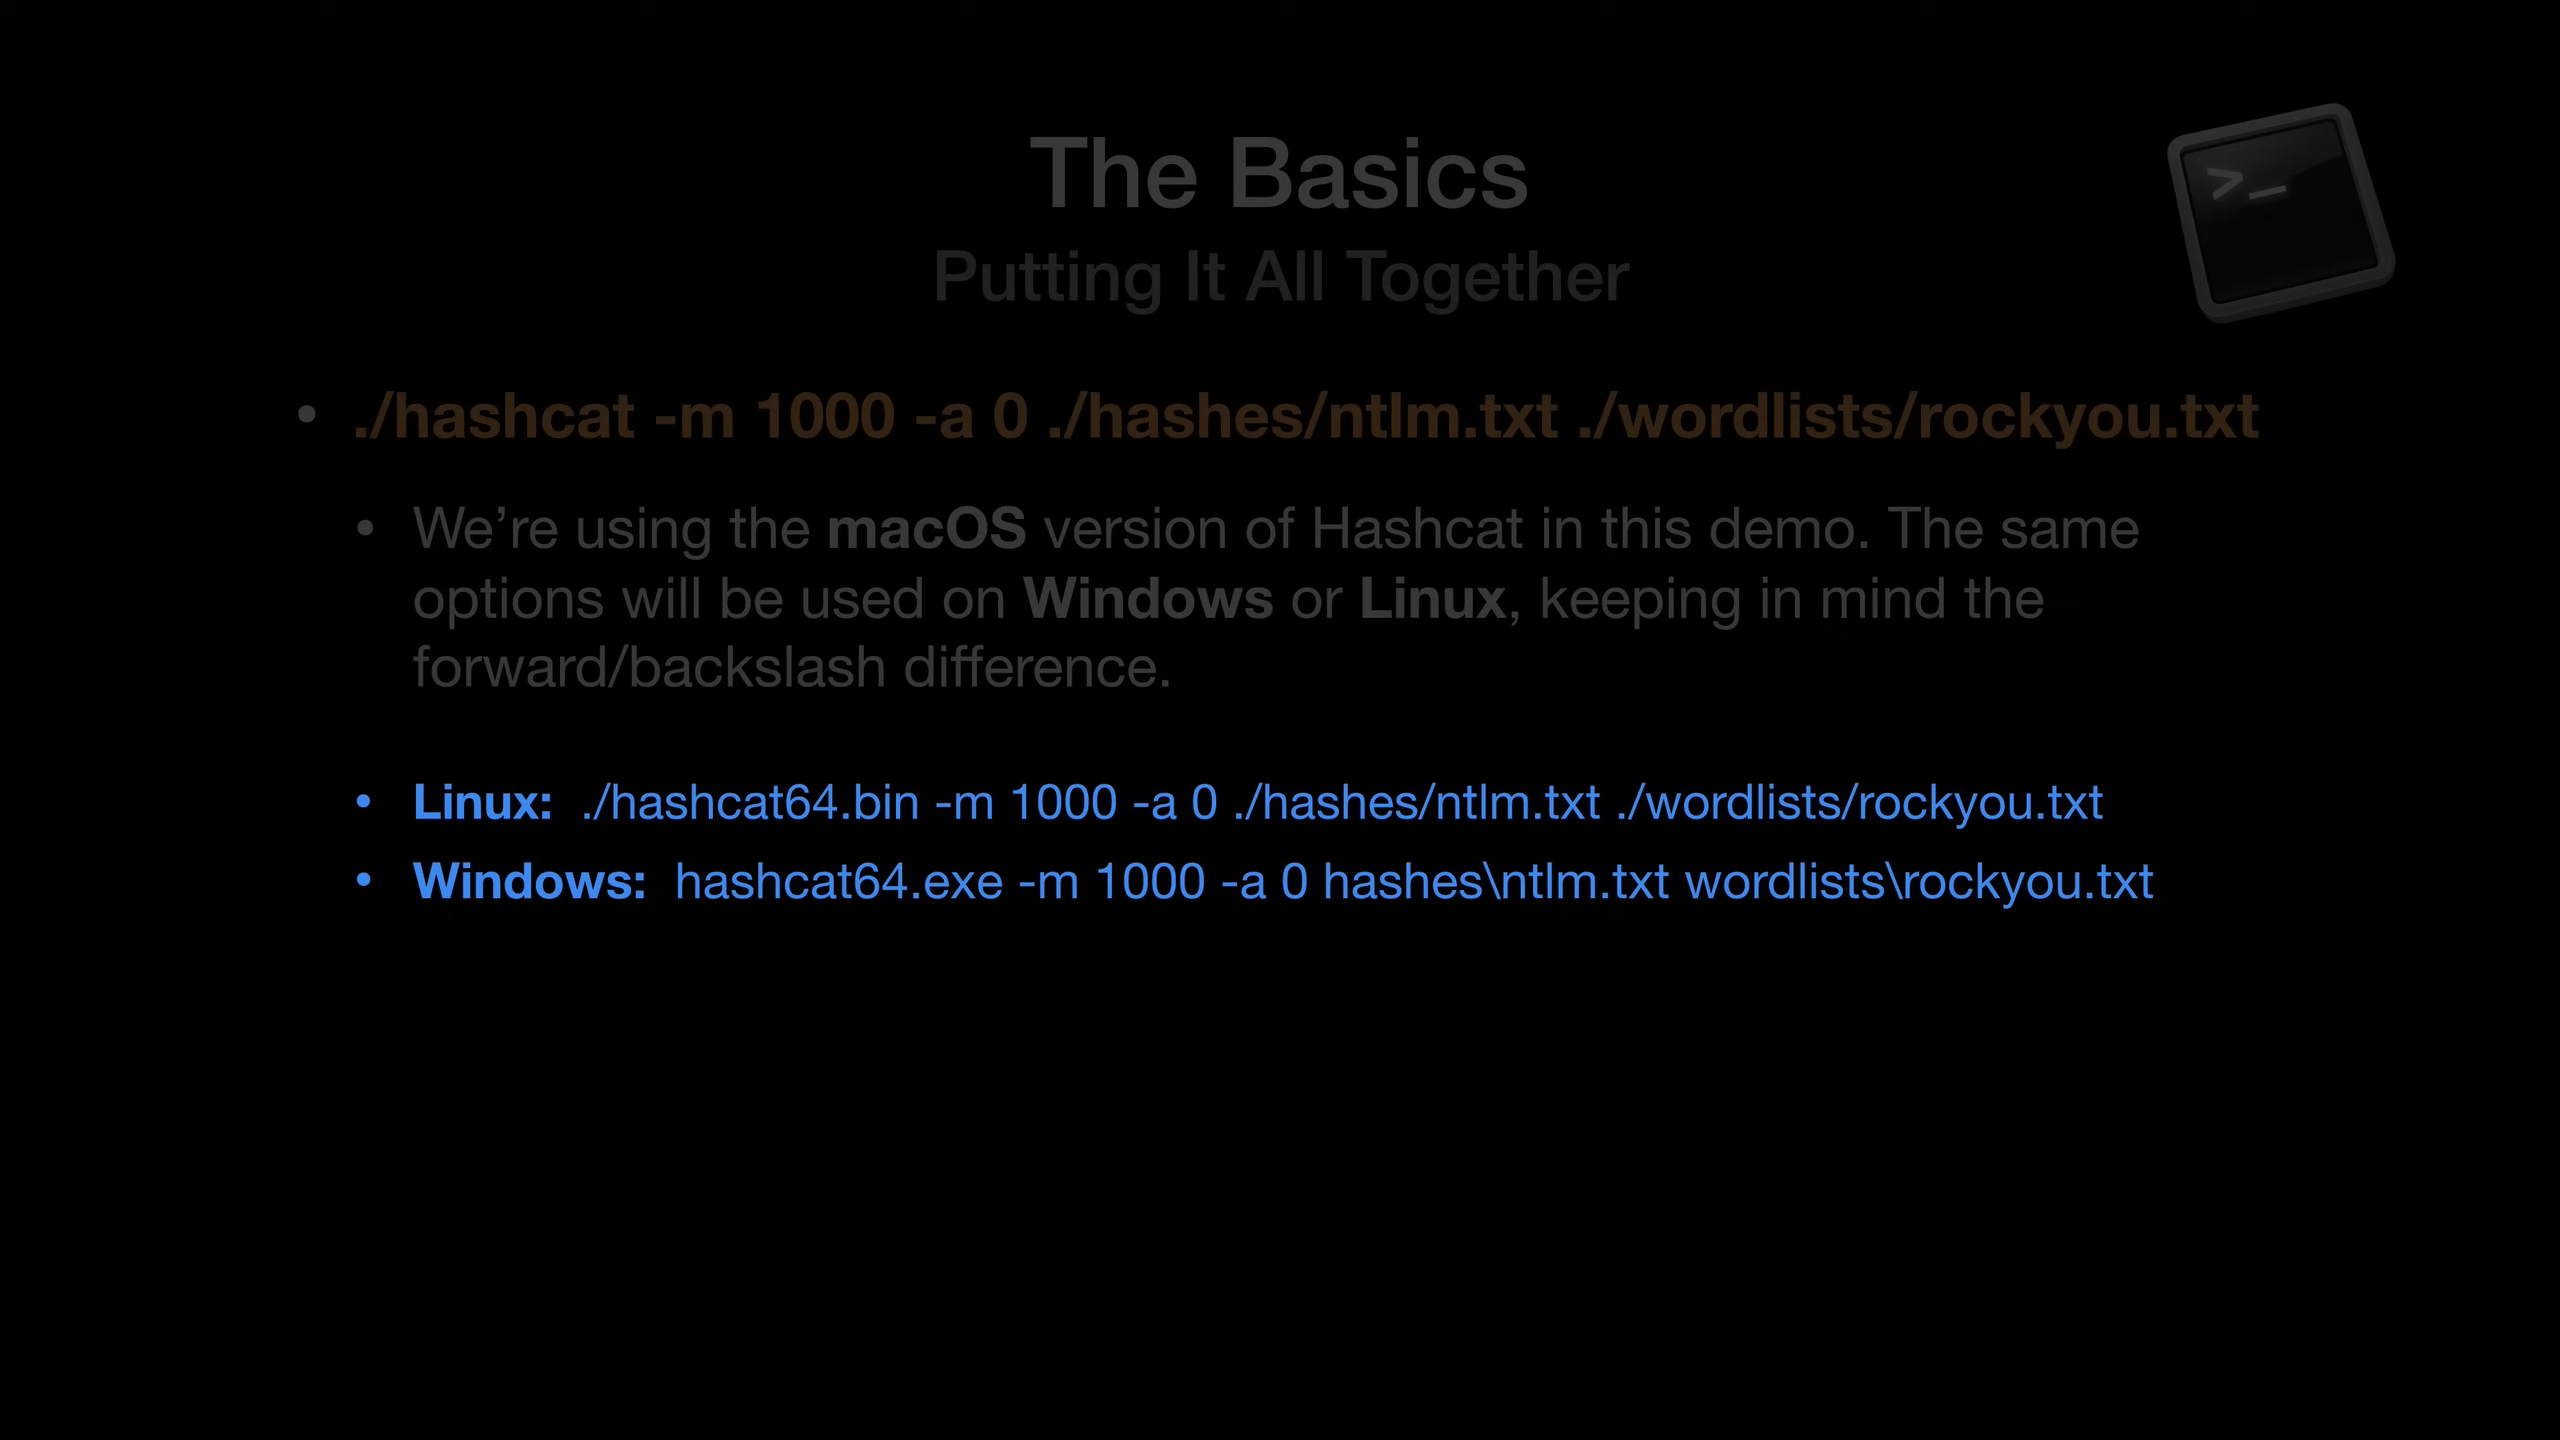 The Basics
Putting It All Together
>_
• ./hashcat -m 1000 -a 0 ./hashes/ntlm.txt ./wordlists/rockyou.txt
• We’re using the macOS version of Hashcat in this demo. The same
options will be used on Windows or Linux, keeping in mind the
forward/backslash difference.
• Linux: ./hashcat64.bin -m 1000 -a 0 ./hashes/ntlm.txt ./wordlists/rockyou.txt
• Windows: hashcat64.exe -m 1000 -a 0 hashes\ntlm.txt wordlists\rockyou.txt